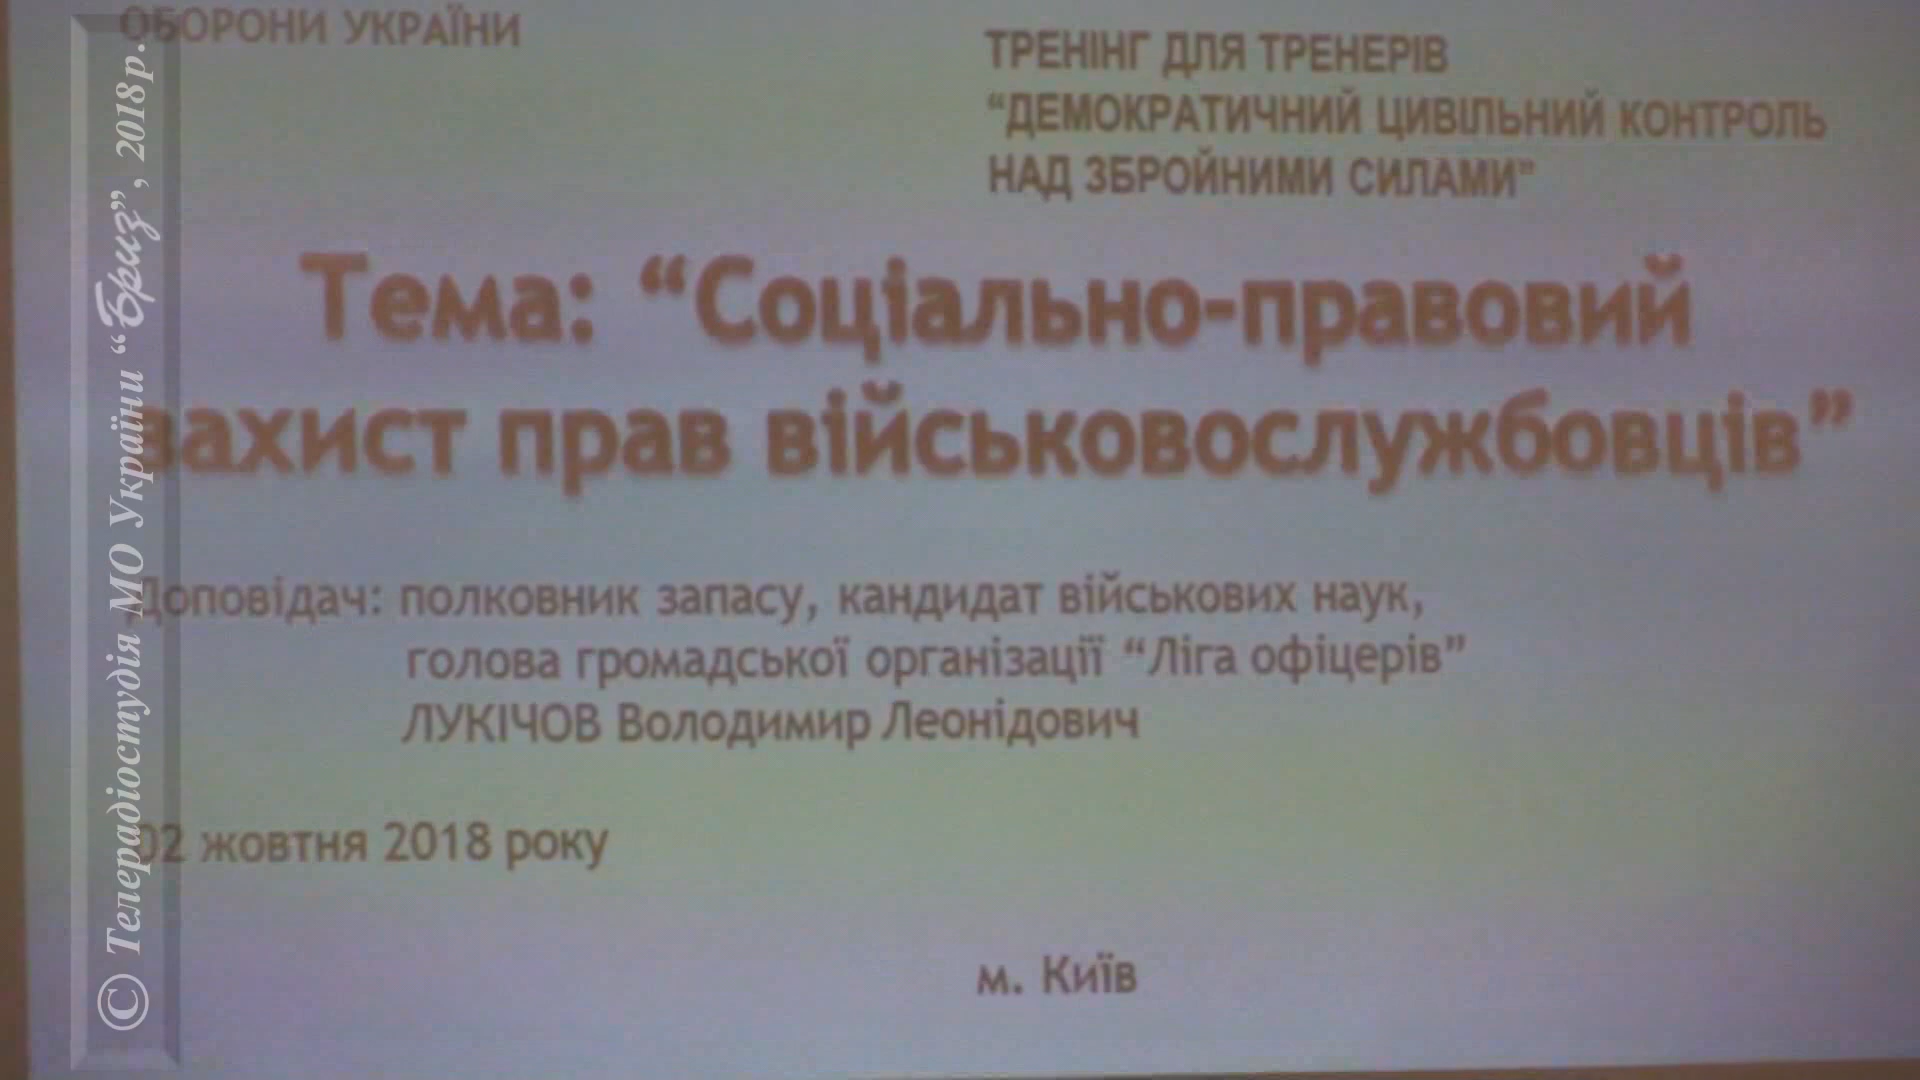 ОБОРОНИ УКРАЇНИ
ТРЕНІНГ ДЛЯ ТРЕНЕРІВ
“ДЕМОКРАТИЧНИЙ ЦИВІЛЬНИЙ КОНТРОЛЬ
НАД ЗБРОЙНИМИ СИЛАМИ”
Тема: “Соціально-правовий
захист прав військовослужбовців”
Доповідач: полковник запасу, кандидат військових наук,
голова громадської організації “Ліга офіцерів”
ЛУКІЧОВ Володимир Леонідович
02 жовтня 2018 року
м. Київ
© Телерадіостудія МО України “Бриз”, 2018р.